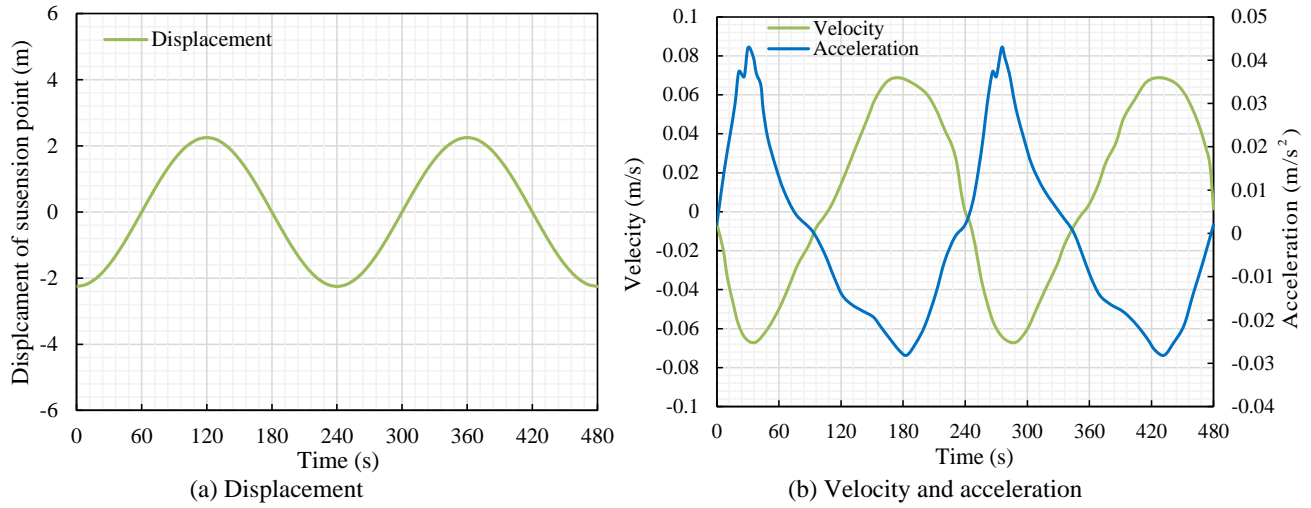 Displcament of susension point (m)
6
4
2
0
-2
-4
-6
Displacement
0 60 120 180 240 300 360 420 480
Time (s)
(a) Displacement
Velecity (m/s)
0.1
0.08
0.06
0.04
0.02
0
-0.02
-0.04
-0.06
-0.08
-0.1
Velocity
Acceleration
0.05
0.04
0.03
0.02
0.01
0
-0.01
-0.02
-0.03
-0.04
Acceleration (m/s²)
0 60 120 180 240 300 360 420 480
Time (s)
(b) Velocity and acceleration